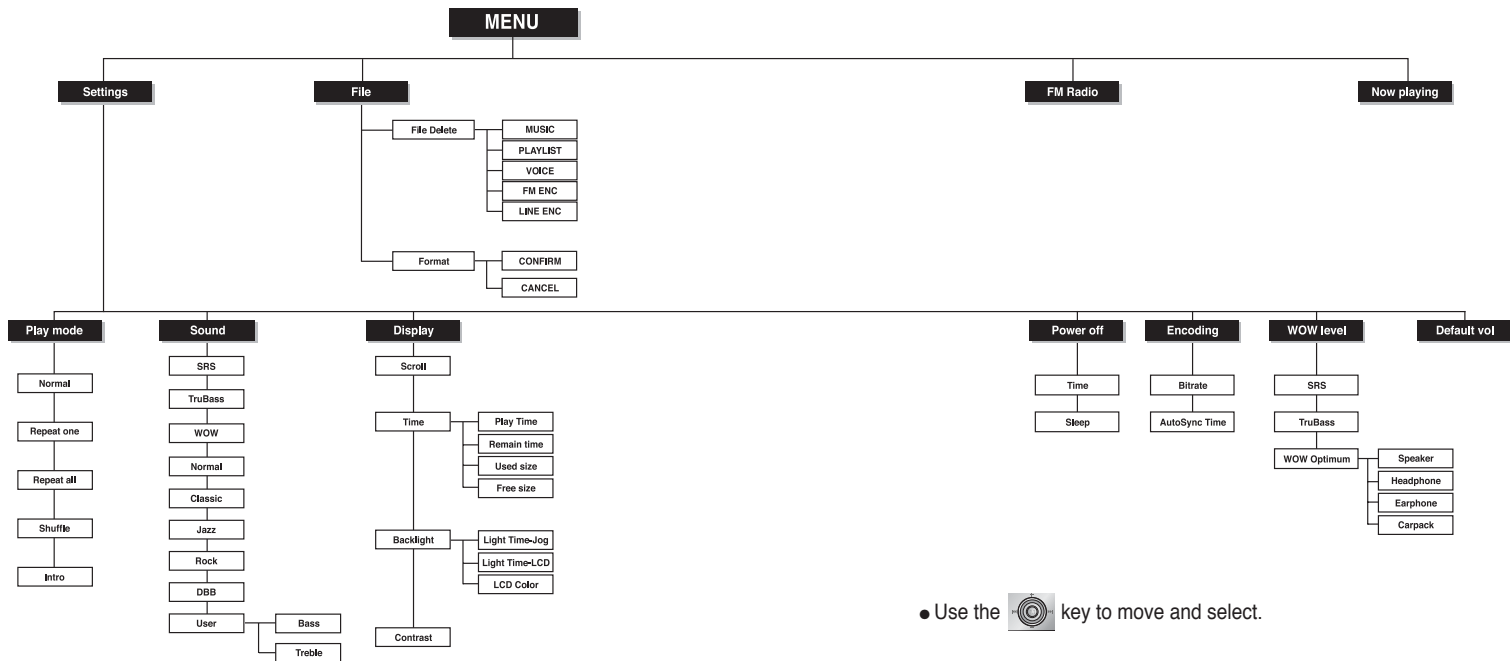 MENU
Settings
File
FM Radio
Now playing
File Delete
MUSIC
PLAYLIST
VOICE
FM ENC
LINE ENC
Format
CONFIRM
CANCEL
Play mode
Normal
Repeat one
Repeat all
Shuffle
Intro
Sound
SRS
TruBass
WOW
Normal
Classic
Jazz
Rock
DBB
User
Bass
Treble
Display
Scroll
Time
Play Time
Remain time
Used size
Free size
Backlight
Light Time-Jog
Light Time-LCD
LCD Color
Contrast
Power off
Time
Sleep
Encoding
Bitrate
AutoSync Time
WOW level
SRS
TruBass
WOW Optimum
Speaker
Headphone
Earphone
Carpack
Default vol
● Use the key to move and select.